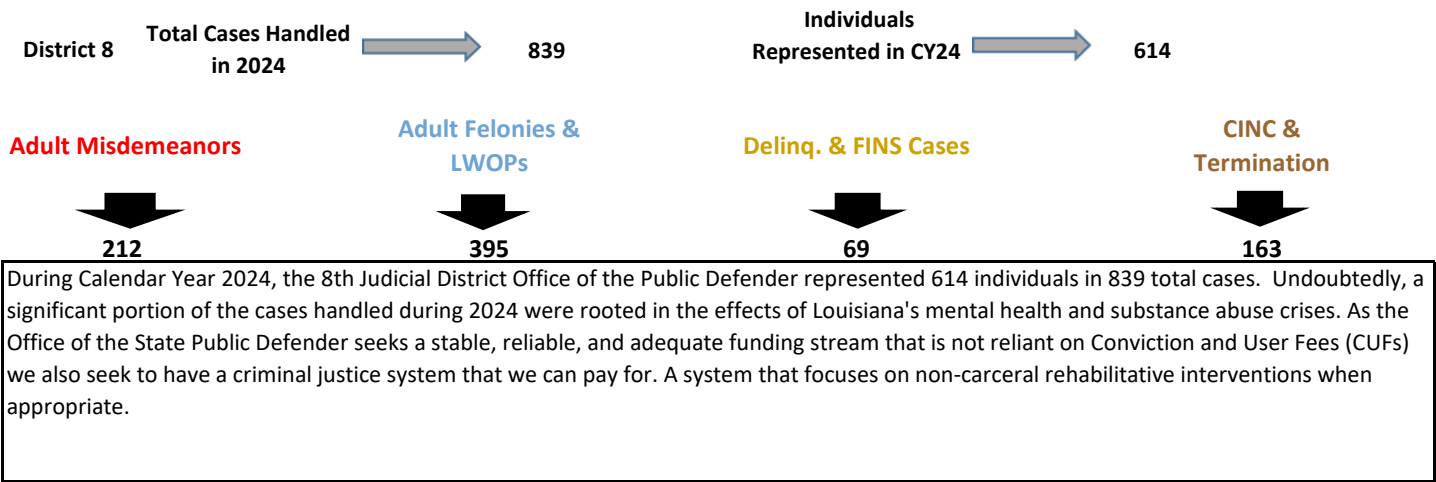 District 8
Total Cases Handled
in 2024
839
Individuals
Represented in CY24
614
Adult Misdemeanors
Adult Felonies &
LWOPs
Delinq. & FINS Cases
CINC &
Termination
212
395
69
163
During Calendar Year 2024, the 8th Judicial District Office of the Public Defender represented 614 individuals in 839 total cases.  Undoubtedly, a
significant portion of the cases handled during 2024 were rooted in the effects of Louisiana's mental health and substance abuse crises. As the
Office of the State Public Defender seeks a stable, reliable, and adequate funding stream that is not reliant on Conviction and User Fees (CUFs)
we also seek to have a criminal justice system that we can pay for. A system that focuses on non-carceral rehabilitative interventions when
appropriate.